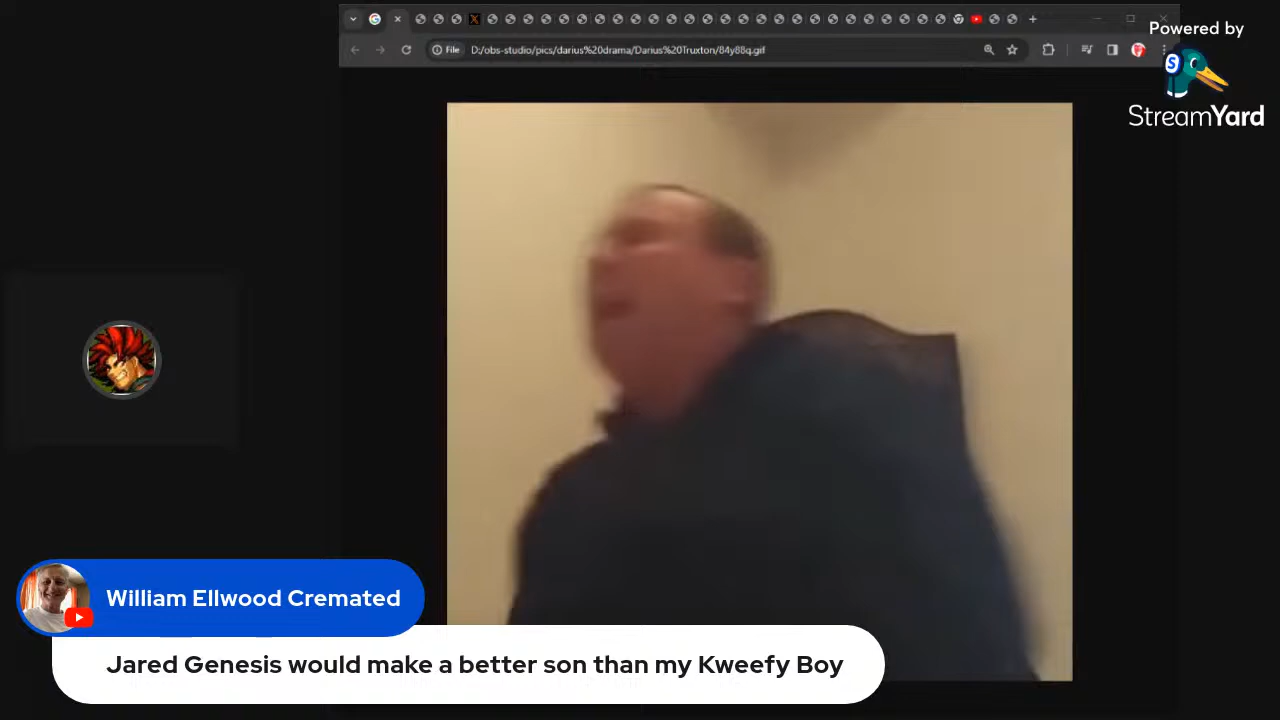 File
D:/obs-studio/pics/darius%20drama/Darius%20Truxton/84y88q.gif
Powered by
S
StreamYard
William Ellwood Cremated
Jared Genesis would make a better son than my Kweefy Boy